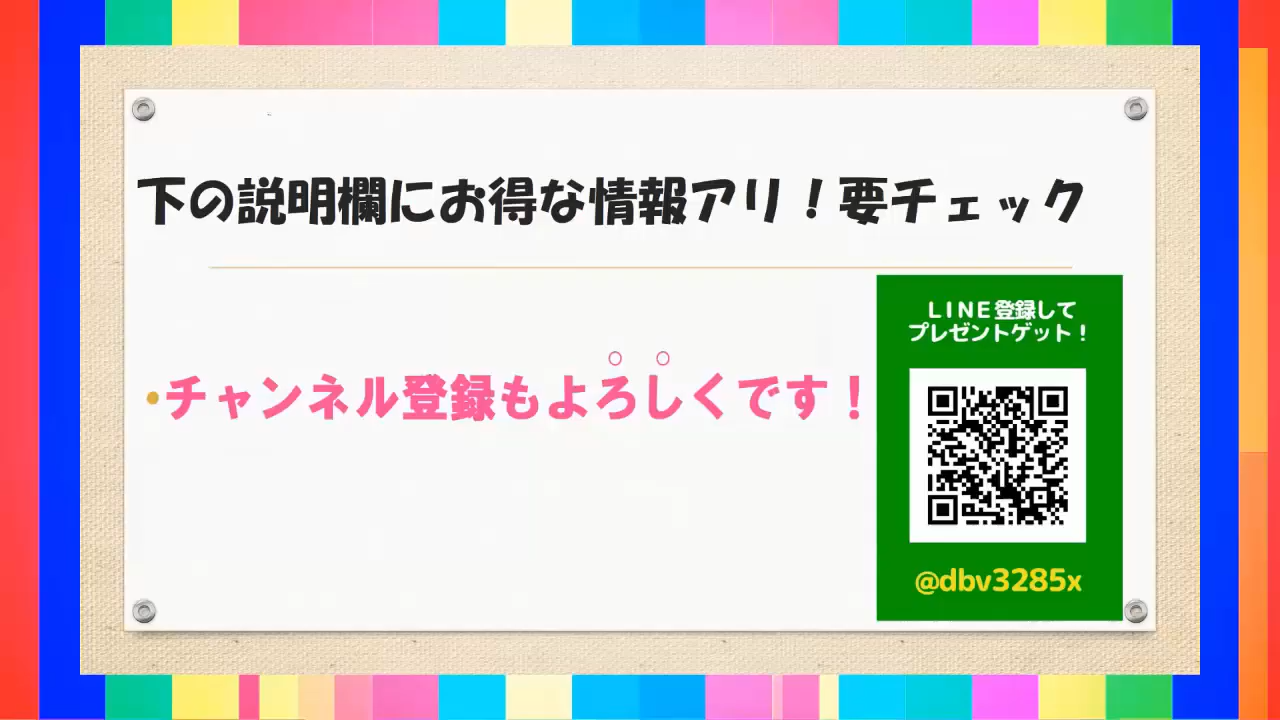 下の説明欄にお得な情報アリ！要チェック
•チャンネル登録もよろしくです！
LINE登録して
プレゼントゲット！
@dbv3285x